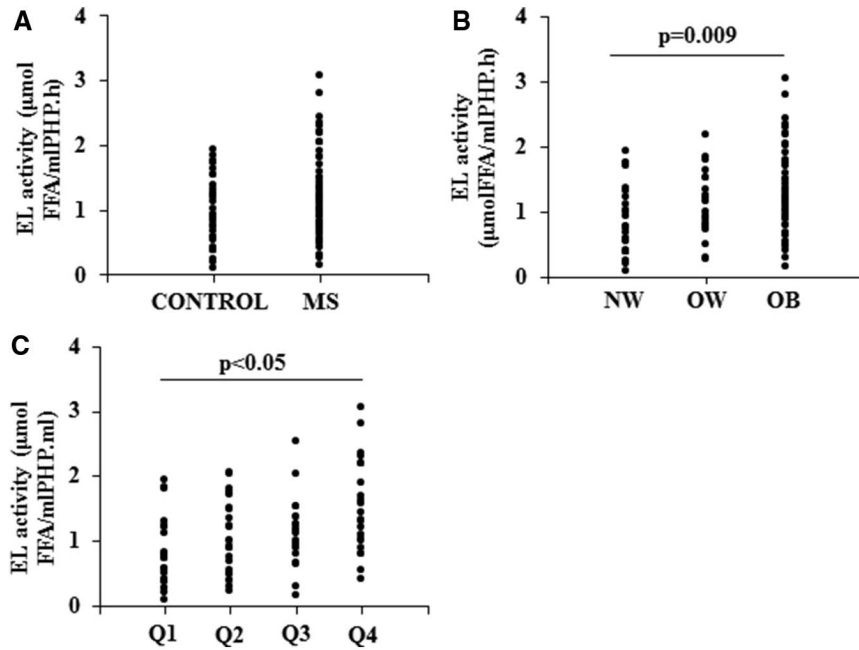 A
EL activity (μmol
FFA/mlPHP.h)
4
3
2
1
0
CONTROL MS
B
p=0.009
EL activity
(μmolFFA/mlPHP.h)
4
3
2
1
0
NW OW OB
C
p<0.05
EL activity (μmol
FFA/mlPHP.ml)
4
3
2
1
0
Q1 Q2 Q3 Q4